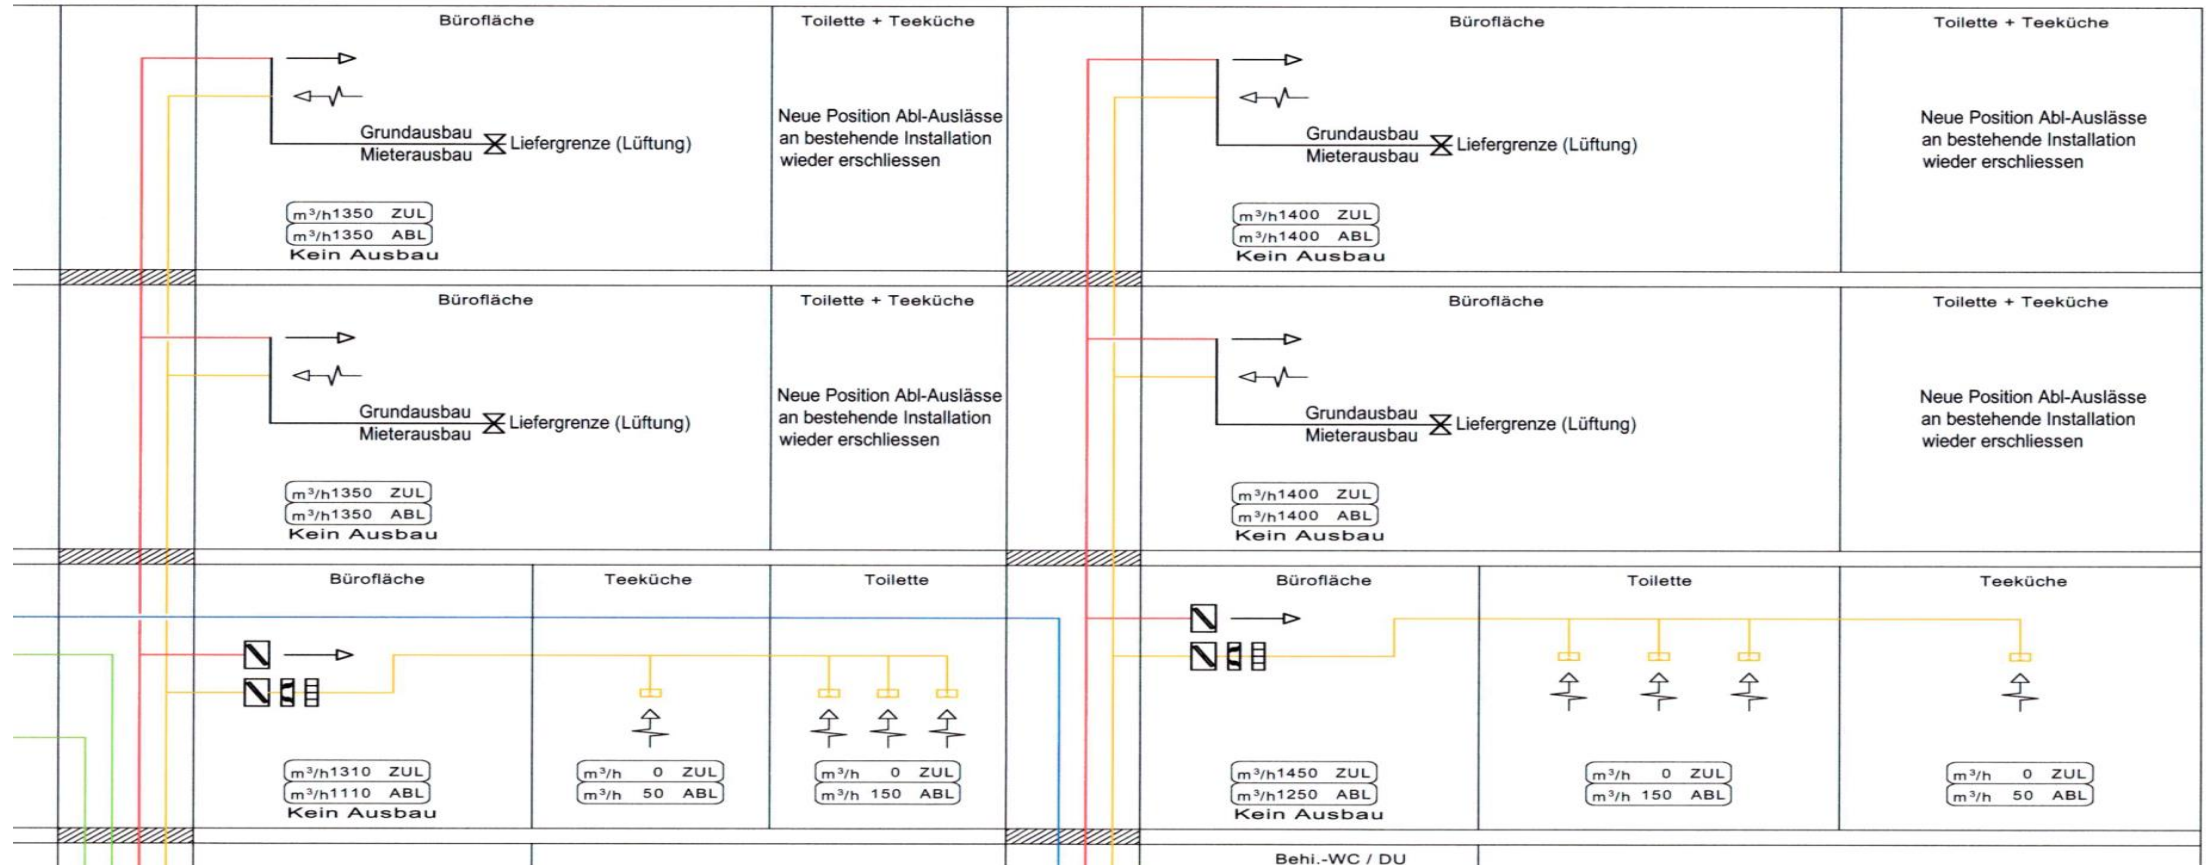 Bürofläche
Toilette + Teeküche
Bürofläche
Toilette + Teeküche
Neue Position Abl-Auslässe
an bestehende Installation
wieder erschliessen
Grundausbau
Mieterausbau
Liefergrenze (Lüftung)
Neue Position Abl-Auslässe
an bestehende Installation
wieder erschliessen
Grundausbau
Mieterausbau
Liefergrenze (Lüftung)
m³/h1350 ZUL
m³/h1350 ABL
Kein Ausbau
m³/h1400 ZUL
m³/h1400 ABL
Kein Ausbau
Bürofläche
Toilette + Teeküche
Bürofläche
Toilette + Teeküche
Neue Position Abl-Auslässe
an bestehende Installation
wieder erschliessen
Grundausbau
Mieterausbau
Liefergrenze (Lüftung)
Neue Position Abl-Auslässe
an bestehende Installation
wieder erschliessen
Grundausbau
Mieterausbau
Liefergrenze (Lüftung)
m³/h1350 ZUL
m³/h1350 ABL
Kein Ausbau
m³/h1400 ZUL
m³/h1400 ABL
Kein Ausbau
Bürofläche
Teeküche
Toilette
Bürofläche
Toilette
Teeküche
m³/h1310 ZUL
m³/h1110 ABL
Kein Ausbau
m³/h 0 ZUL
m³/h 50 ABL
m³/h 0 ZUL
m³/h 150 ABL
m³/h1450 ZUL
m³/h1250 ABL
Kein Ausbau
m³/h 0 ZUL
m³/h 150 ABL
m³/h 0 ZUL
m³/h 50 ABL
Behi.-WC / DU